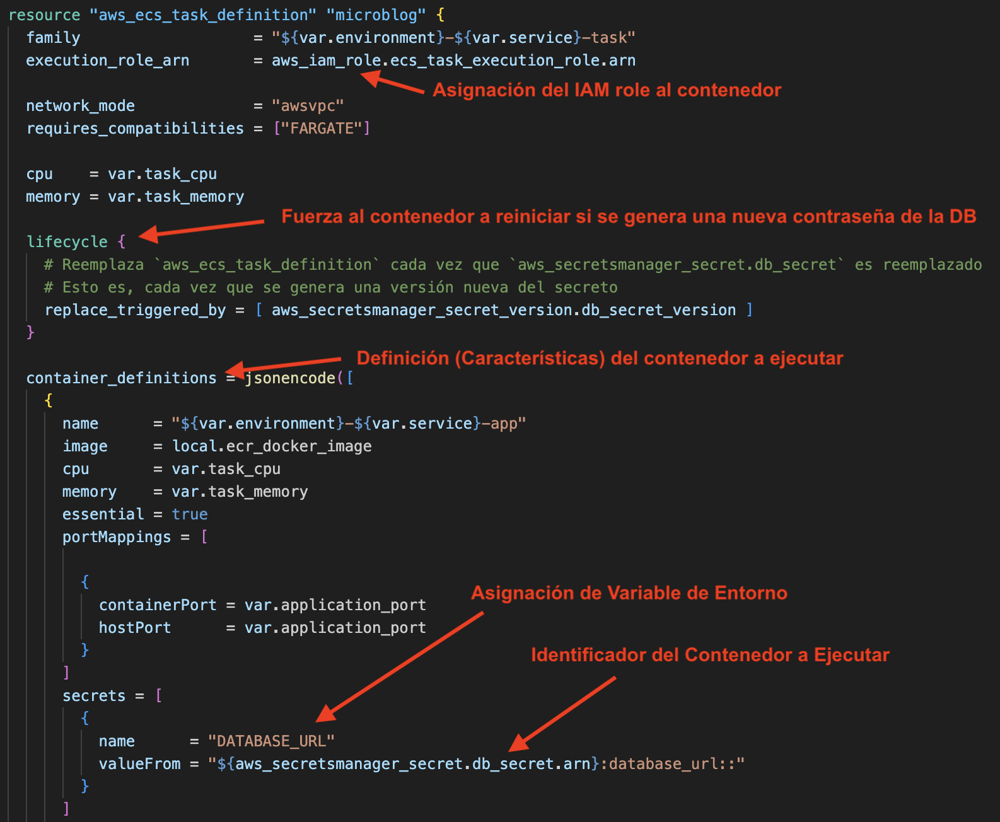 resource "aws_ecs_task_definition" "microblog" {
family = "${var.environment}-${var.service}-task"
execution_role_arn = aws_iam_role.ecs_task_execution_role.arn
Asignación del IAM role al contenedor
network_mode = "awsvpc"
requires_compatibilities = ["FARGATE"]
cpu = var.task_cpu
memory = var.task_memory
Fuerza al contenedor a reiniciar si se genera una nueva contraseña de la DB
lifecycle {
# Reemplaza `aws_ecs_task_definition` cada vez que `aws_secretsmanager_secret.db_secret` es reemplazado
# Esto es, cada vez que se genera una versión nueva del secreto
replace_triggered_by = [ aws_secretsmanager_secret_version.db_secret_version ]
}
Definición (Características) del contenedor a ejecutar
container_definitions = jsonencode([
{
name = "${var.environment}-${var.service}-app"
image = local.ecr_docker_image
cpu = var.task_cpu
memory = var.task_memory
essential = true
portMappings = [
{
Asignación de Variable de Entorno
containerPort = var.application_port
hostPort = var.application_port
}
Identificador del Contenedor a Ejecutar
]
secrets = [
{
name = "DATABASE_URL"
valueFrom = "${aws_secretsmanager_secret.db_secret.arn}:database_url::"
}
]